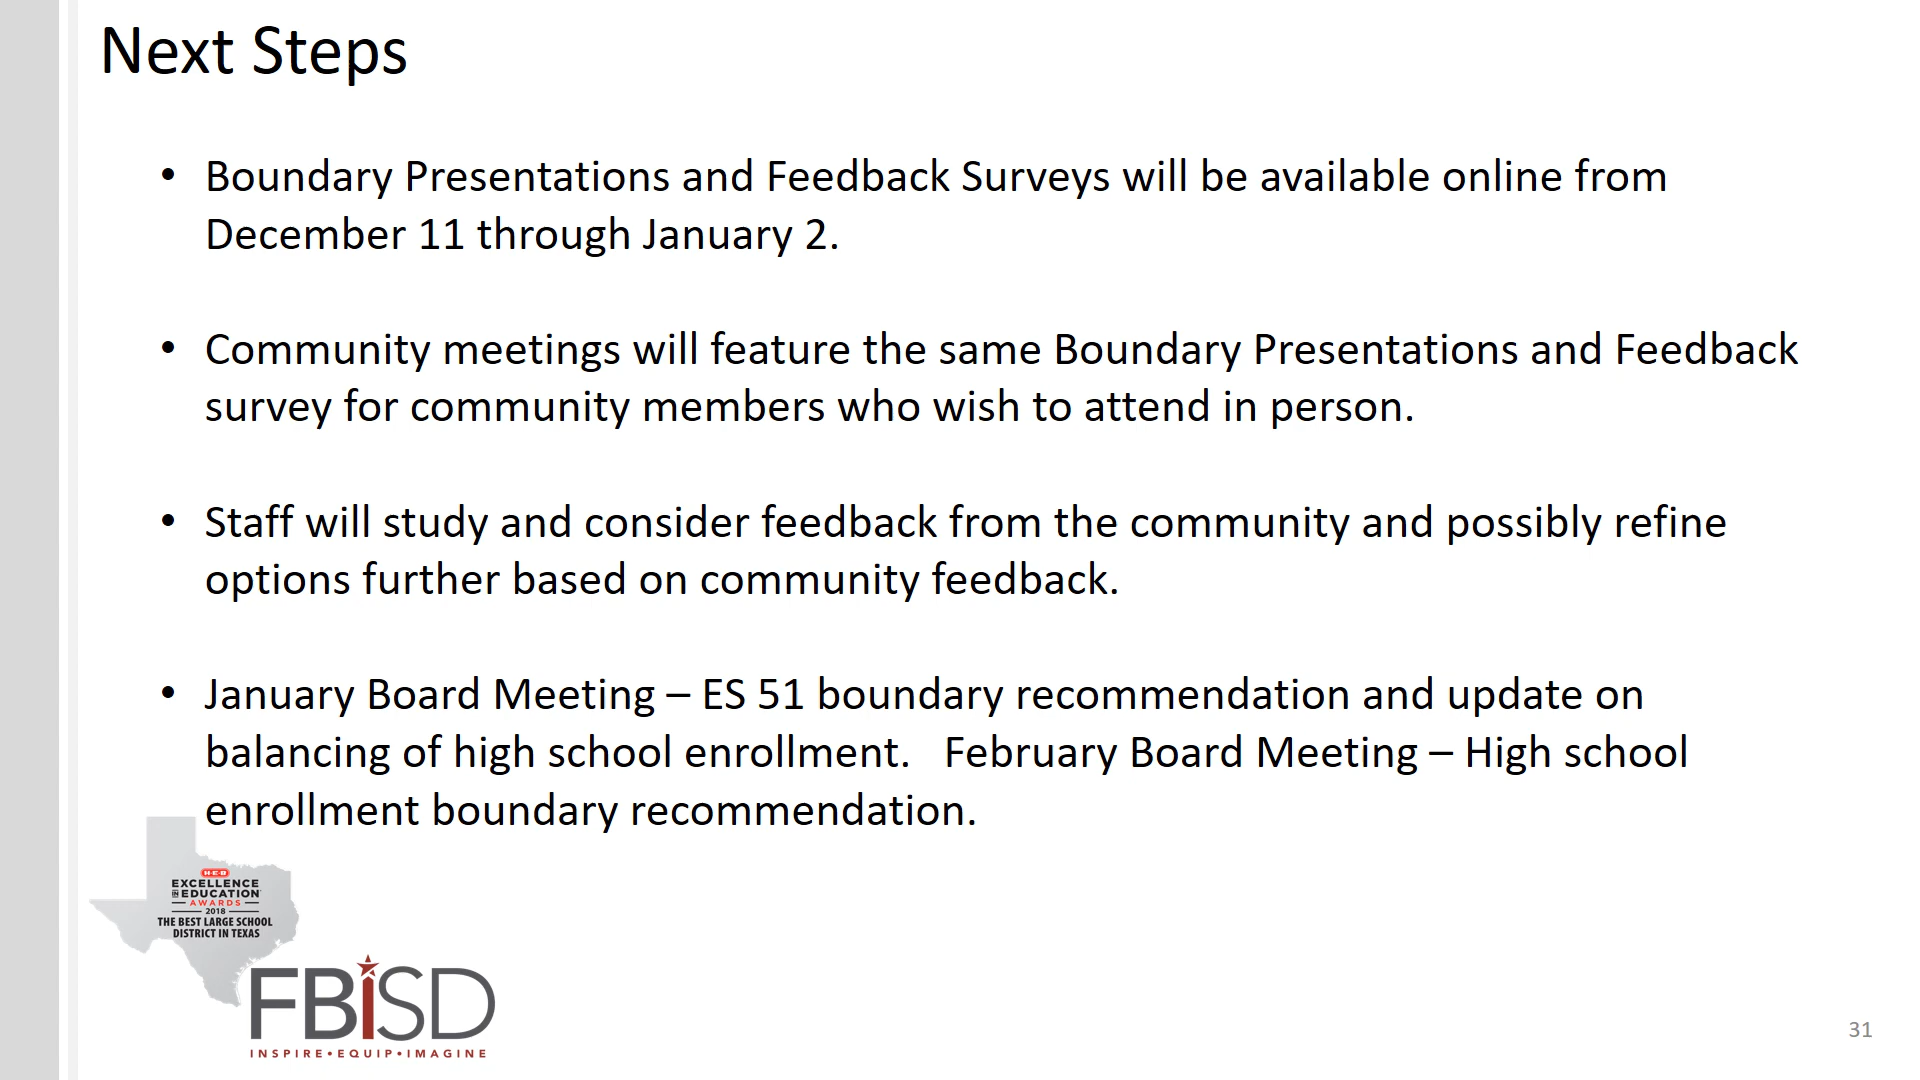 Next Steps
• Boundary Presentations and Feedback Surveys will be available online from
December 11 through January 2.
• Community meetings will feature the same Boundary Presentations and Feedback
survey for community members who wish to attend in person.
• Staff will study and consider feedback from the community and possibly refine
options further based on community feedback.
• January Board Meeting – ES 51 boundary recommendation and update on
balancing of high school enrollment.   February Board Meeting – High school
enrollment boundary recommendation.
H-E-B
EXCELLENCE
IN EDUCATION
AWARDS
2018
THE BEST LARGE SCHOOL
DISTRICT IN TEXAS
FBiSD
INSPIRE•EQUIP•IMAGINE
31